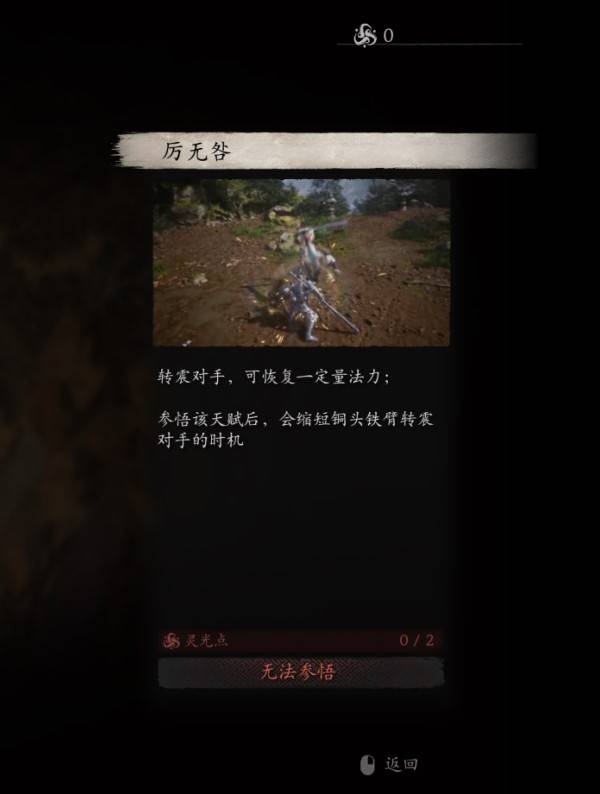 0
厉无咎
转震对手，可恢复一定量法力；
参悟该天赋后，会缩短铜头铁臂转震
对手的时机
灵光点 0/2
无法参悟
返回